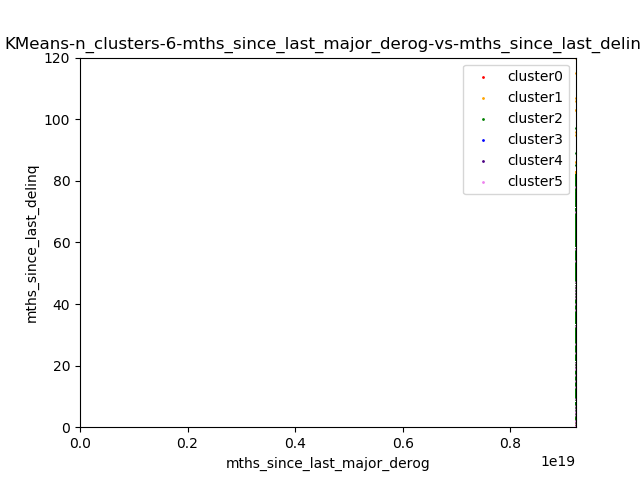 KMeans-n_clusters-6-mths_since_last_major_derog-vs-mths_since_last_delin
120
100
80
60
40
20
0
mths_since_last_delinq
cluster0
cluster1
cluster2
cluster3
cluster4
cluster5
0.0 0.2 0.4 0.6 0.8
1e19
mths_since_last_major_derog